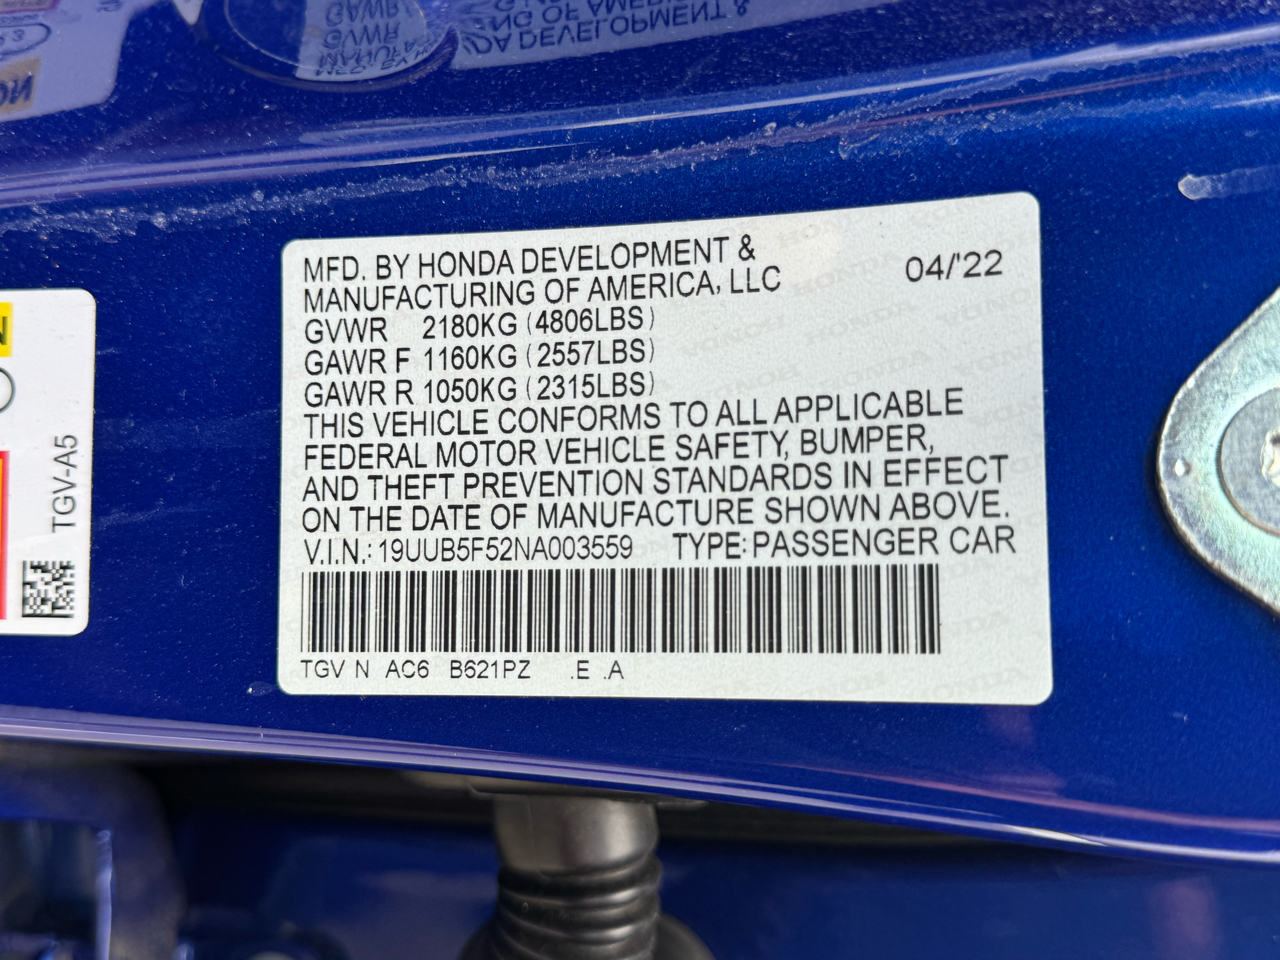 MFD. BY HONDA DEVELOPMENT &
MANUFACTURING OF AMERICA, LLC
04/'22
GVWR 2180KG (4806LBS)
GAWR F 1160KG (2557LBS)
GAWR R 1050KG (2315LBS)
THIS VEHICLE CONFORMS TO ALL APPLICABLE
FEDERAL MOTOR VEHICLE SAFETY, BUMPER,
AND THEFT PREVENTION STANDARDS IN EFFECT
ON THE DATE OF MANUFACTURE SHOWN ABOVE.
V.I.N.: 19UUB5F52NA003559 TYPE: PASSENGER CAR
TGV N AC6 B621PZ .E .A
TGV-A5